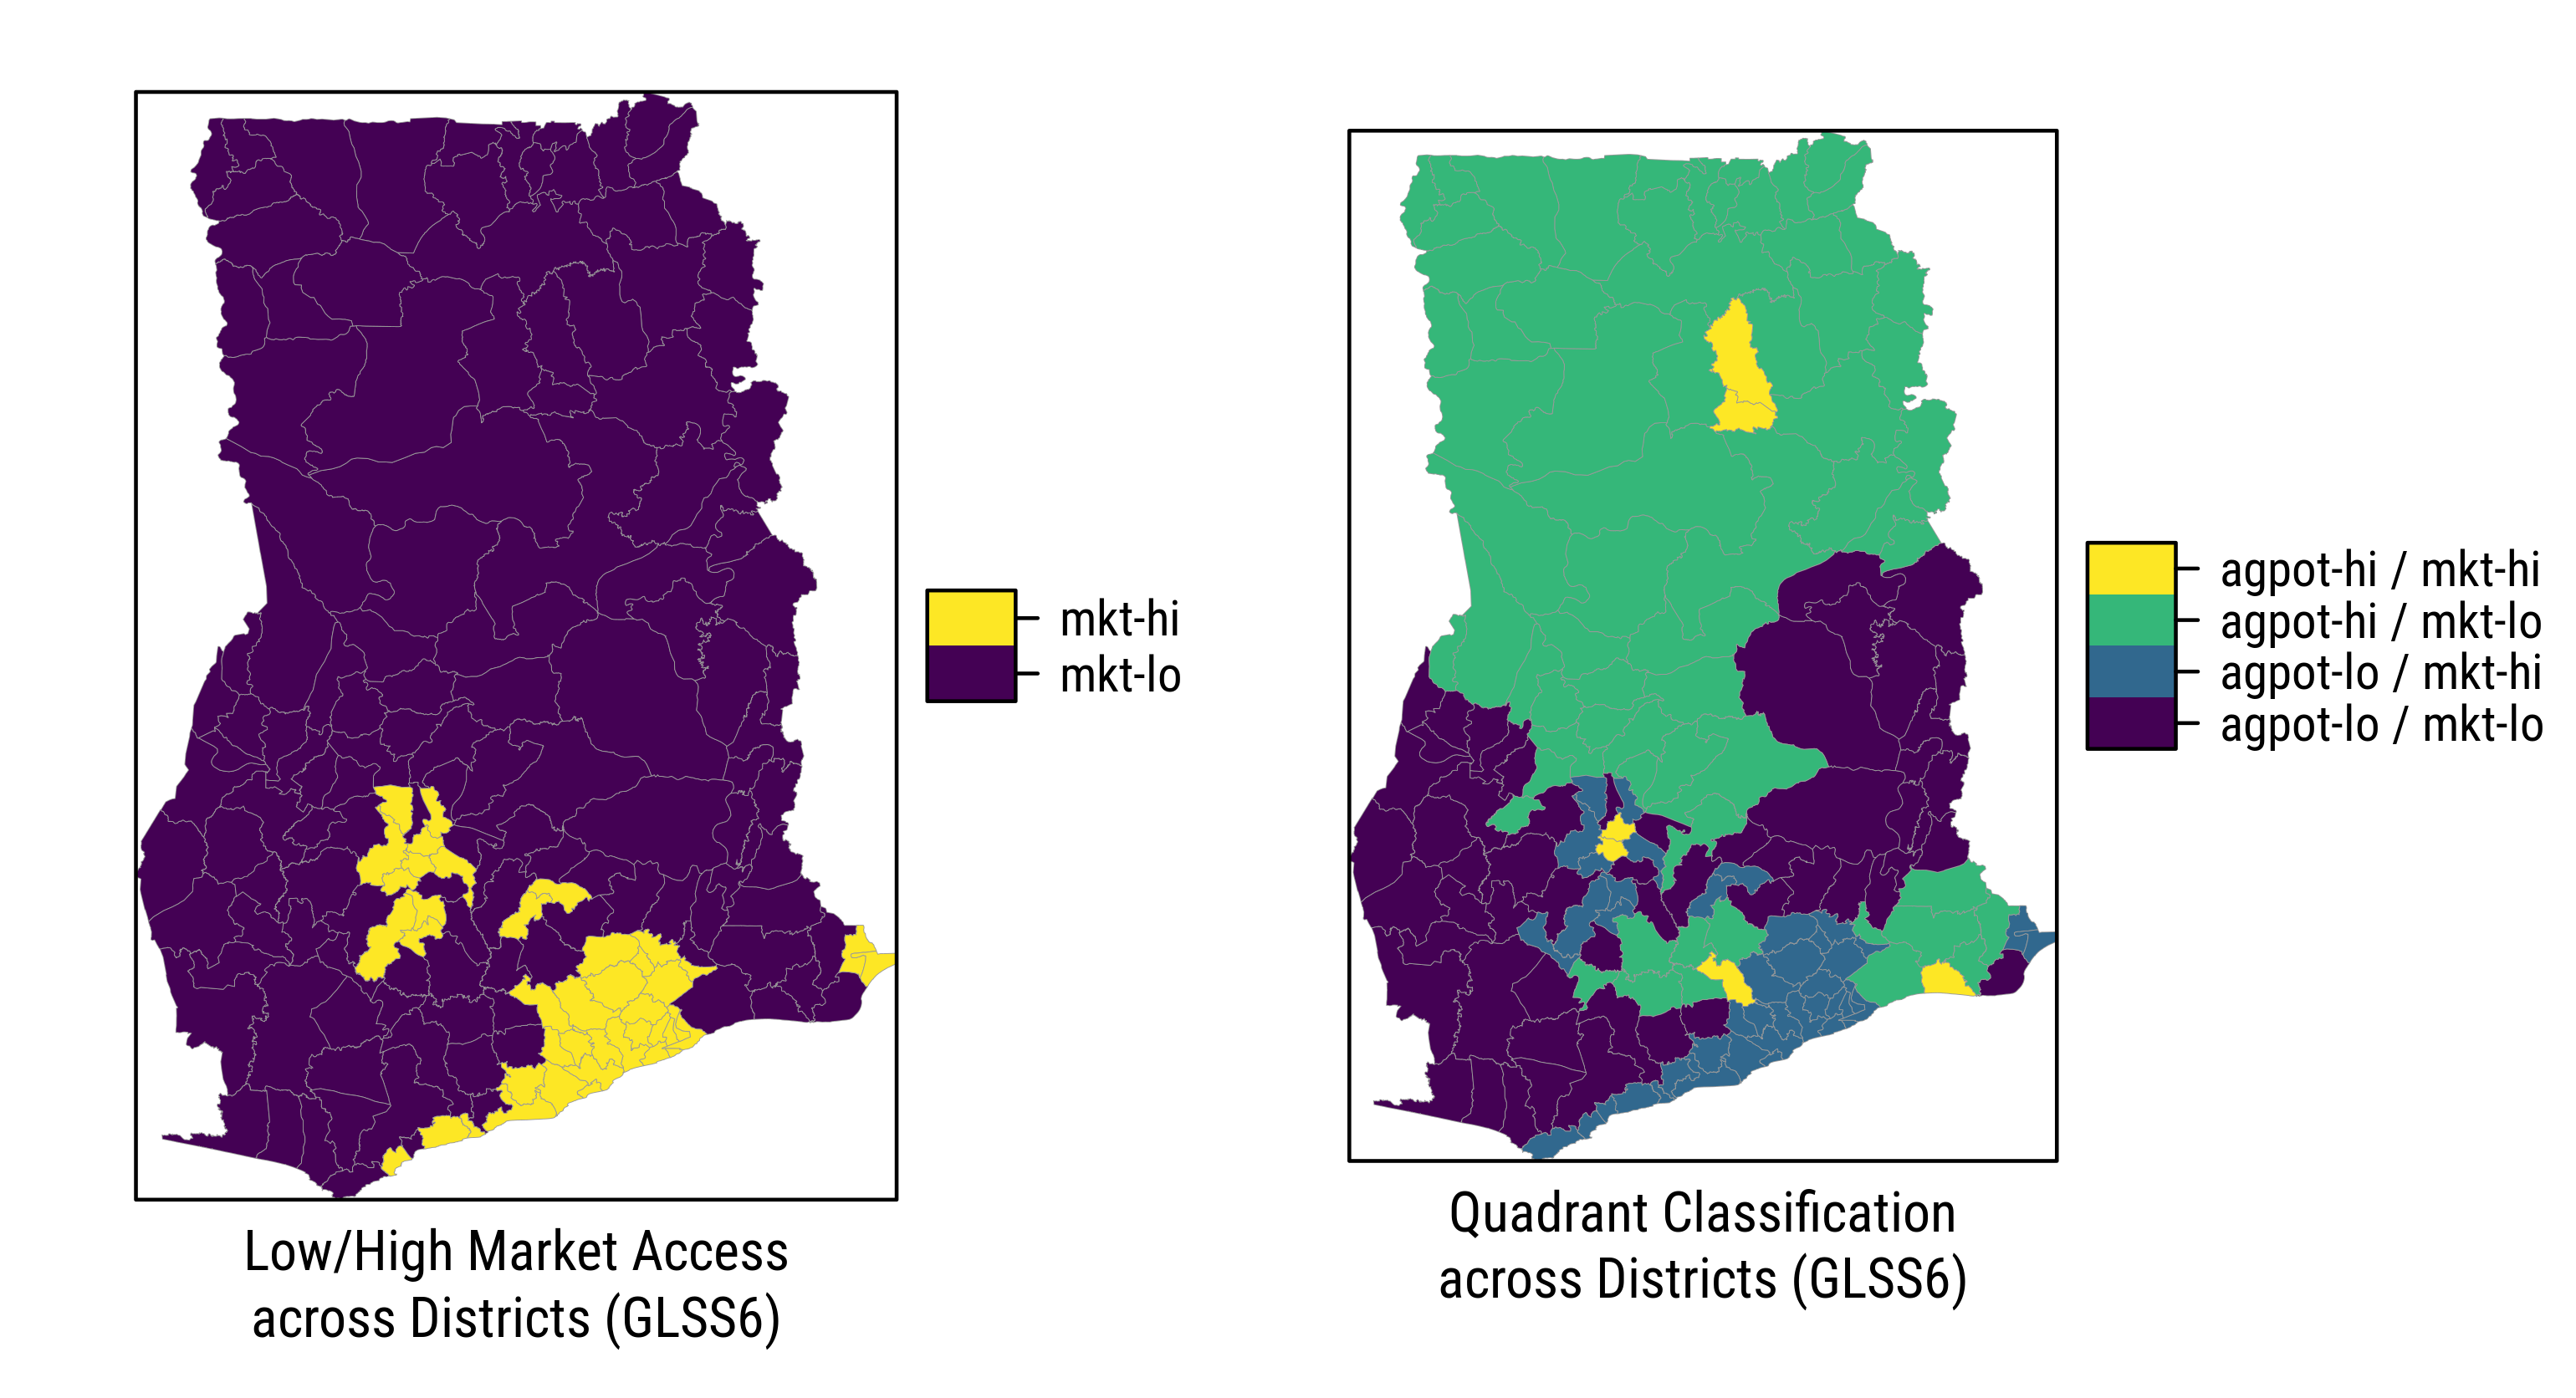 mkt-hi
mkt-lo
Low/High Market Access
across Districts (GLSS6)
agpot-hi / mkt-hi
agpot-hi / mkt-lo
agpot-lo / mkt-hi
agpot-lo / mkt-lo
Quadrant Classification
across Districts (GLSS6)